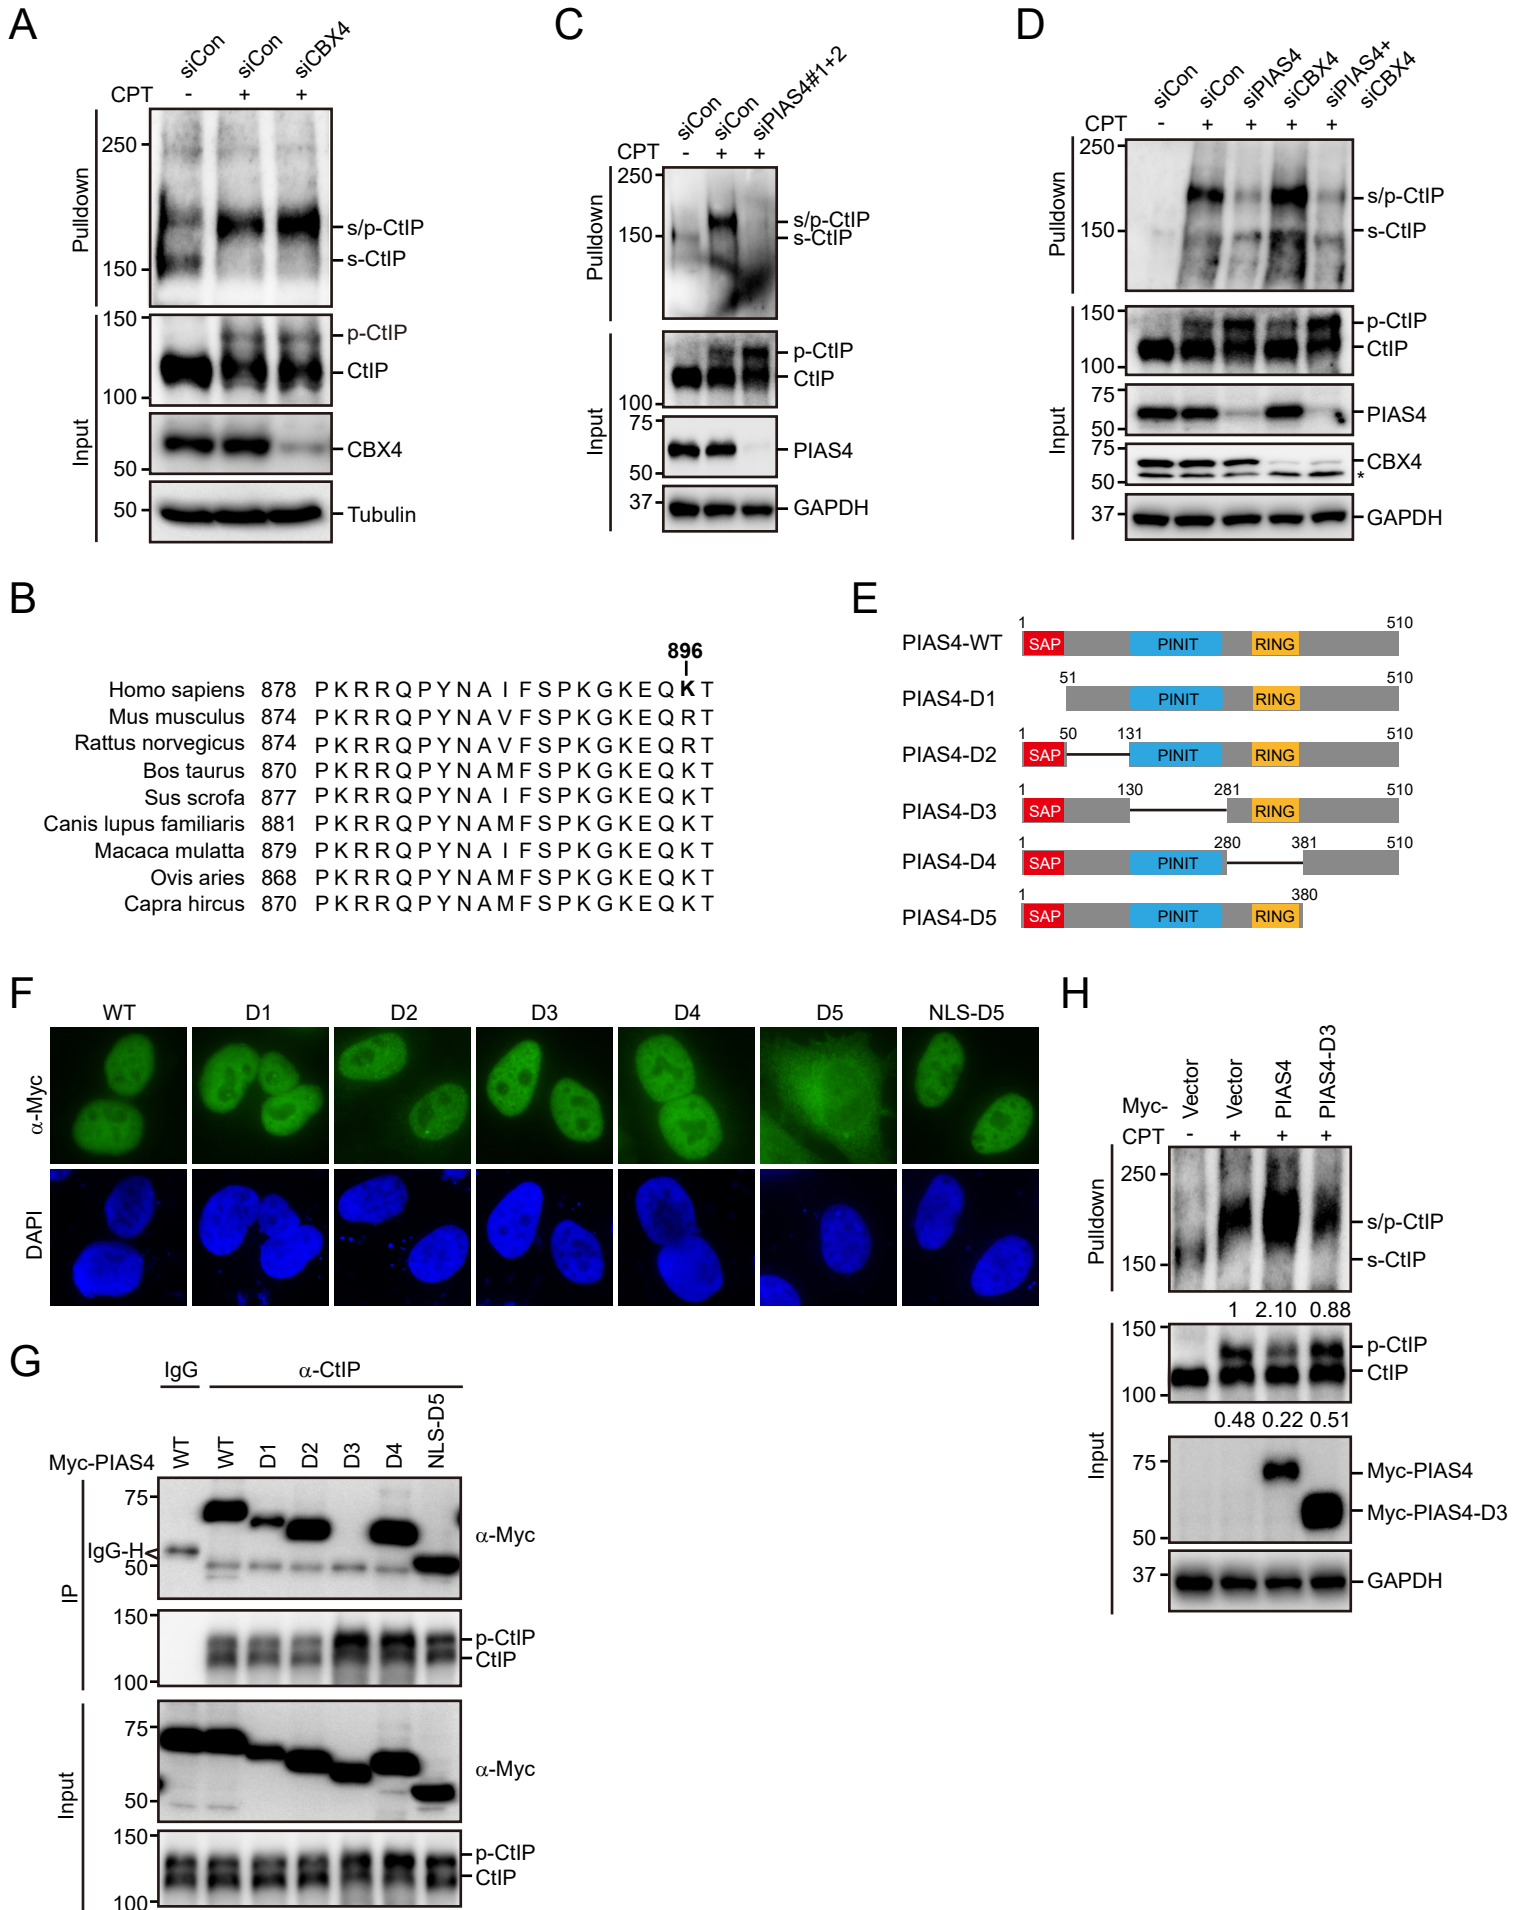 A
siCon siCon siCBX4
CPT - + +
Pulldown
250
150
s/p-CtIP
s-CtIP
Input
150
100
p-CtIP
CtIP
50
CBX4
50
Tubulin
C
siCon siCon siPIAS4#1+2
CPT - + +
Pulldown
250
150
s/p-CtIP
s-CtIP
Input
100
p-CtIP
CtIP
75
50
PIAS4
37
GAPDH
D
siCon siCon siPIAS4 siCBX4 siPIAS4+
siCBX4
CPT - + + + +
Pulldown
250
150
s/p-CtIP
s-CtIP
Input
150
100
p-CtIP
CtIP
75
50
PIAS4
75
50
CBX4
*
37
GAPDH
B
896
Homo sapiens 878 P K R R Q P Y N A I F S P K G K E Q K T
Mus musculus 874 P K R R Q P Y N A V F S P K G K E Q R T
Rattus norvegicus 874 P K R R Q P Y N A V F S P K G K E Q R T
Bos taurus 870 P K R R Q P Y N A M F S P K G K E Q K T
Sus scrofa 877 P K R R Q P Y N A I F S P K G K E Q K T
Canis lupus familiaris 881 P K R R Q P Y N A M F S P K G K E Q K T
Macaca mulatta 879 P K R R Q P Y N A I F S P K G K E Q K T
Ovis aries 868 P K R R Q P Y N A M F S P K G K E Q K T
Capra hircus 870 P K R R Q P Y N A M F S P K G K E Q K T
E
1 510
PIAS4-WT SAP PINIT RING
51 510
PIAS4-D1 PINIT RING
1 50 131 510
PIAS4-D2 SAP PINIT RING
1 130 281 510
PIAS4-D3 SAP RING
1 280 381 510
PIAS4-D4 SAP PINIT
1 380
PIAS4-D5 SAP PINIT RING
F
WT D1 D2 D3 D4 D5 NLS-D5
α-Myc
DAPI
G
IgG α-CtIP
Myc-PIAS4 WT WT D1 D2 D3 D4 NLS-D5
IP
75
IgG-H<
50
α-Myc
150
100
p-CtIP
CtIP
Input
75
50
α-Myc
150
100
p-CtIP
CtIP
H
Myc- Vector Vector PIAS4 PIAS4-D3
CPT - + + +
Pulldown
250
150
s/p-CtIP
s-CtIP
1 2.10 0.88
Input
150
100
p-CtIP
CtIP
0.48 0.22 0.51
75
50
Myc-PIAS4
Myc-PIAS4-D3
37
GAPDH